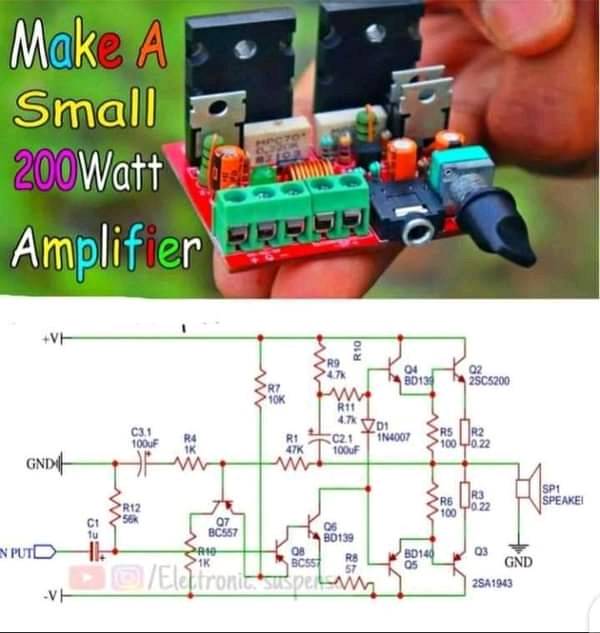 Make A
Small
200Watt
Amplifier
+V
R10
R9
4.7k
Q4
BD139
Q2
2SC5200
R7
10K
R11
4.7k
D1
1N4007
C3.1
100uF
R4
1K
R1
47K
C2.1
100uF
R5
100
R2
0.22
GND
R12
56k
C1
1u
Q7
BC557
Q6
BD139
R6
100
R3
0.22
SP1
SPEAKE
N PUT
R10
1K
Q8
BC557
R8
57
BD140
Q5
Q3
GND
/Electronic.suspens
2SA1943
-V